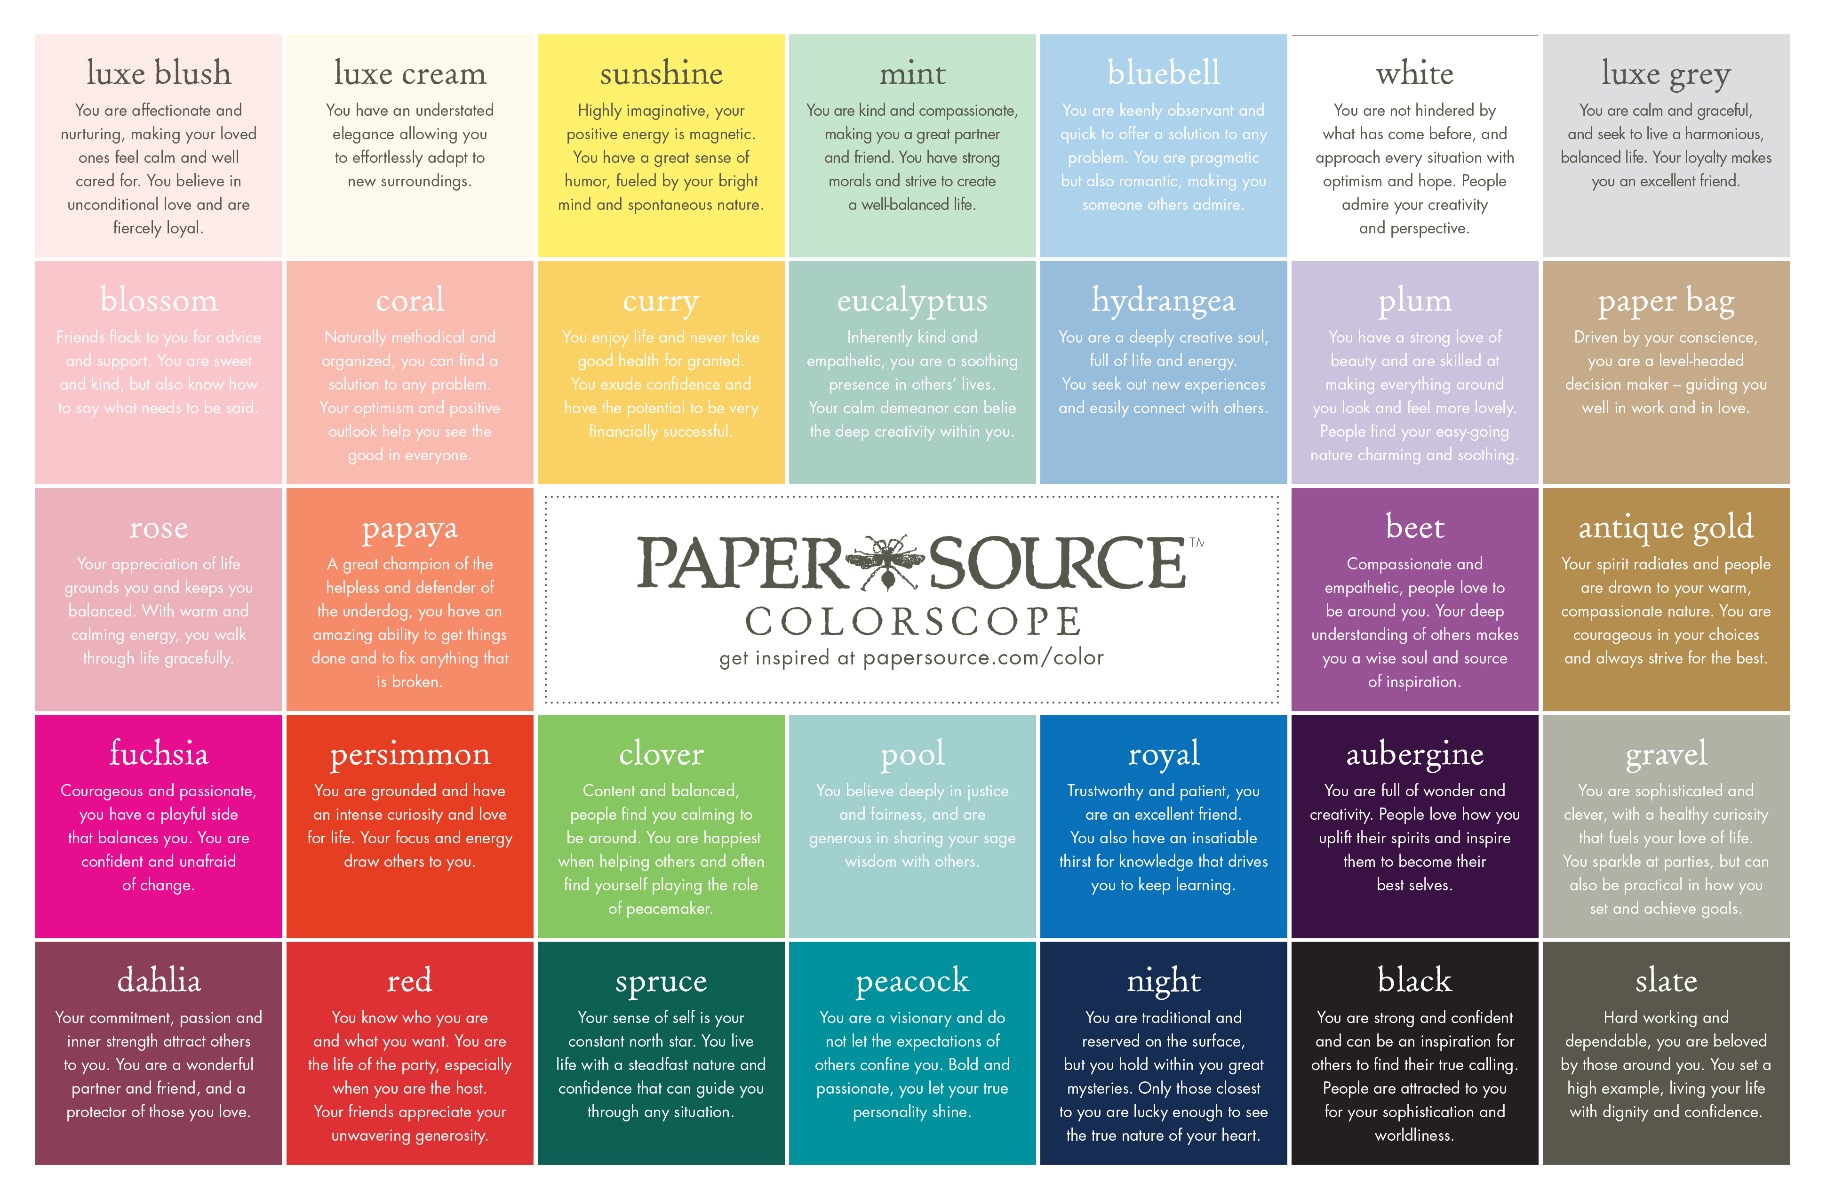 luxe blush
You are affectionate and
nurturing, making your loved
ones feel calm and well
cared for. You believe in
unconditional love and are
fiercely loyal.
luxe cream
You have an understated
elegance allowing you
to effortlessly adapt to
new surroundings.
sunshine
Highly imaginative, your
positive energy is magnetic.
You have a great sense of
humor, fueled by your bright
mind and spontaneous nature.
mint
You are kind and compassionate,
making you a great partner
and friend. You have strong
morals and strive to create
a well-balanced life.
bluebell
You are keenly observant and
quick to offer a solution to any
problem. You are pragmatic
but also romantic, making you
someone others admire.
white
You are not hindered by
what has come before, and
approach every situation with
optimism and hope. People
admire your creativity
and perspective.
luxe grey
You are calm and graceful,
and seek to live a harmonious,
balanced life. Your loyalty makes
you an excellent friend.
blossom
Friends flock to you for advice
and support. You are sweet
and kind, but also know how
to say what needs to be said.
coral
Naturally methodical and
organized, you can find a
solution to any problem.
Your optimism and positive
outlook help you see the
good in everyone.
curry
You enjoy life and never take
good health for granted.
You exude confidence and
have the potential to be very
financially successful.
eucalyptus
Inherently kind and
empathetic, you are a soothing
presence in others' lives.
Your calm demeanor can belie
the deep creativity within you.
hydrangea
You are a deeply creative soul,
full of life and energy.
You seek out new experiences
and easily connect with others.
plum
You have a strong love of
beauty and are skilled at
making everything around
you look and feel more lovely.
People find your easy-going
nature charming and soothing.
paper bag
Driven by your conscience,
you are a level-headed
decision maker – guiding you
well in work and in love.
rose
Your appreciation of life
grounds you and keeps you
balanced. With warm and
calming energy, you walk
through life gracefully.
papaya
A great champion of the
helpless and defender of
the underdog, you have an
amazing ability to get things
done and to fix anything that
is broken.
PAPER SOURCE™
COLORSCOPE
get inspired at papersource.com/color
beet
Compassionate and
empathetic, people love to
be around you. Your deep
understanding of others makes
you a wise soul and source
of inspiration.
antique gold
Your spirit radiates and people
are drawn to your warm,
compassionate nature. You are
courageous in your choices
and always strive for the best.
fuchsia
Courageous and passionate,
you have a playful side
that balances you. You are
confident and unafraid
of change.
persimmon
You are grounded and have
an intense curiosity and love
for life. Your focus and energy
draw others to you.
clover
Content and balanced,
people find you calming to
be around. You are happiest
when helping others and often
find yourself playing the role
of peacemaker.
pool
You believe deeply in justice
and fairness, and are
generous in sharing your sage
wisdom with others.
royal
Trustworthy and patient, you
are an excellent friend.
You also have an insatiable
thirst for knowledge that drives
you to keep learning.
aubergine
You are full of wonder and
creativity. People love how you
uplift their spirits and inspire
them to become their
best selves.
gravel
You are sophisticated and
clever, with a healthy curiosity
that fuels your love of life.
You sparkle at parties, but can
also be practical in how you
set and achieve goals.
dahlia
Your commitment, passion and
inner strength attract others
to you. You are a wonderful
partner and friend, and a
protector of those you love.
red
You know who you are
and what you want. You are
the life of the party, especially
when you are the host.
Your friends appreciate your
unwavering generosity.
spruce
Your sense of self is your
constant north star. You live
life with a steadfast nature and
confidence that can guide you
through any situation.
peacock
You are a visionary and do
not let the expectations of
others confine you. Bold and
passionate, you let your true
personality shine.
night
You are traditional and
reserved on the surface,
but you hold within you great
mysteries. Only those closest
to you are lucky enough to see
the true nature of your heart.
black
You are strong and confident
and can be an inspiration for
others to find their true calling.
People are attracted to you
for your sophistication and
worldliness.
slate
Hard working and
dependable, you are beloved
by those around you. You set a
high example, living your life
with dignity and confidence.